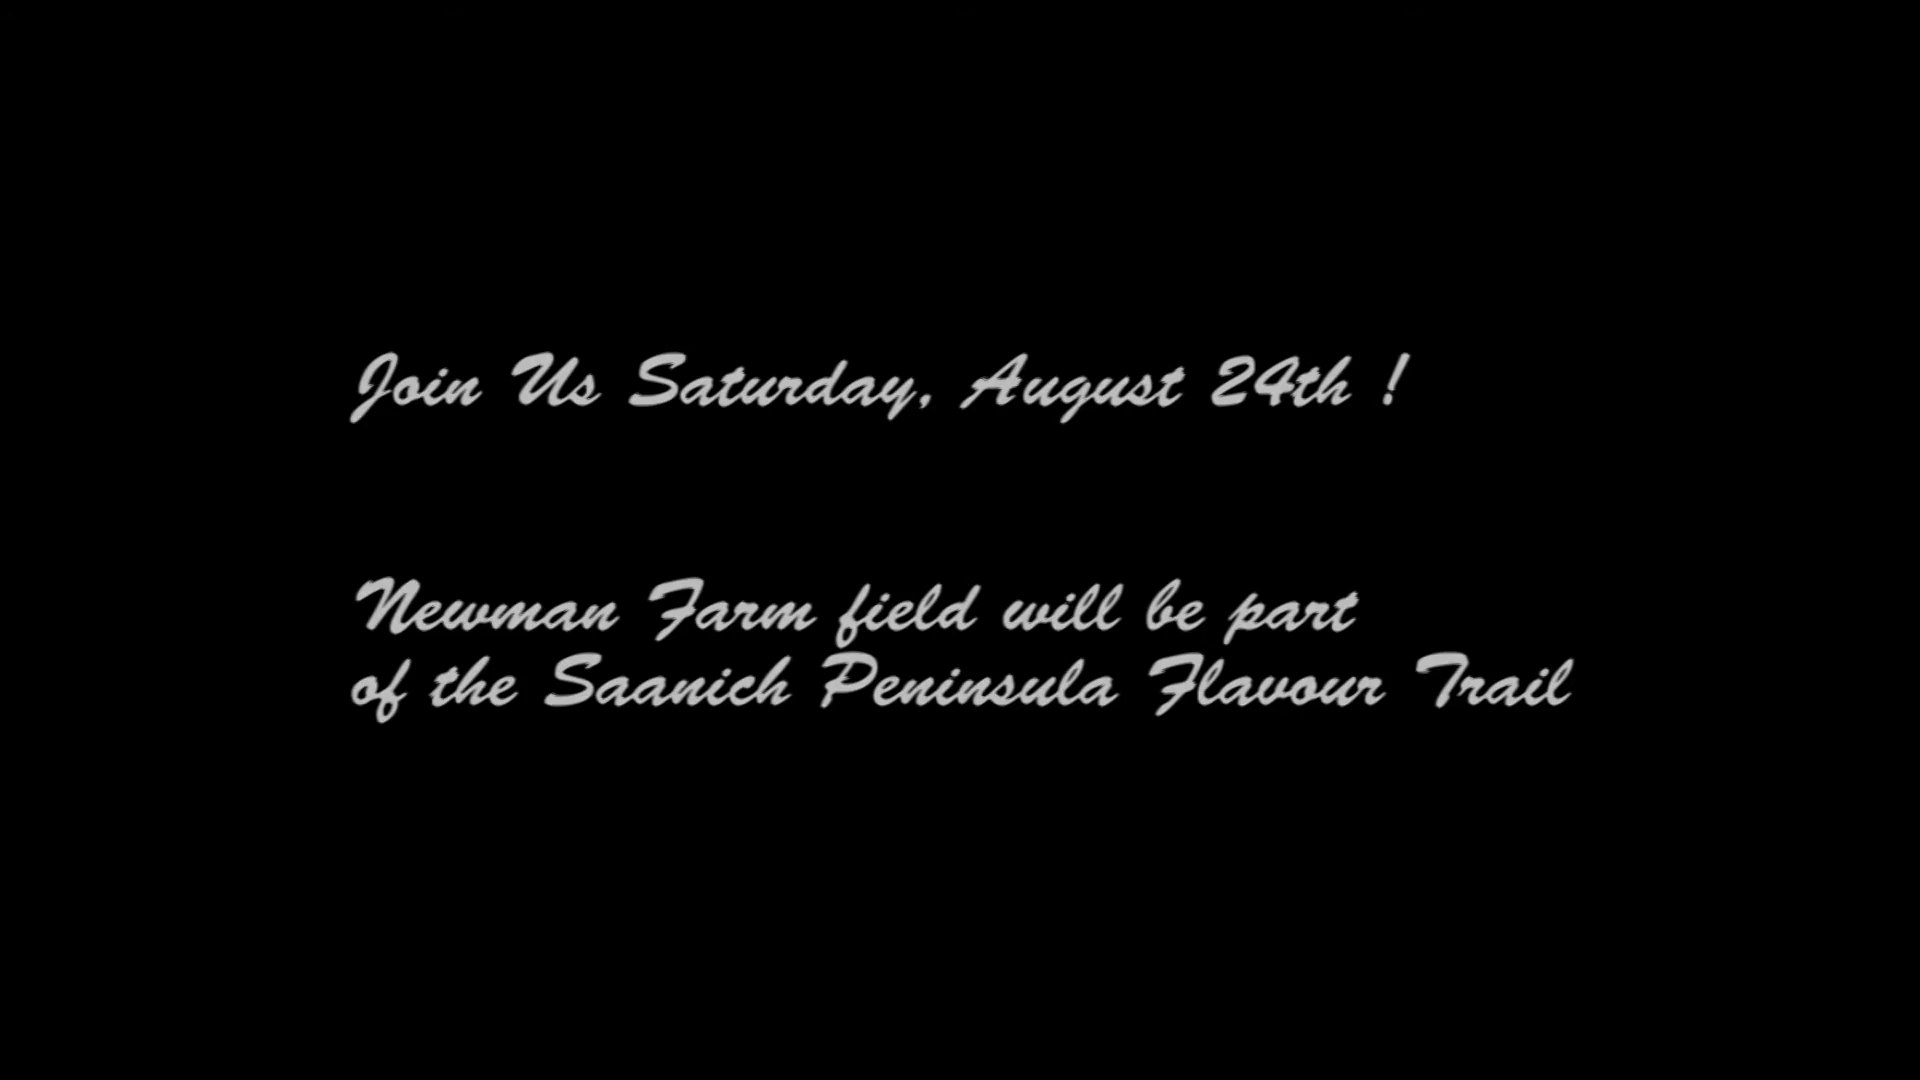 Join Us Saturday, August 24th !
Newman Farm field will be part
of the Saanich Peninsula Flavour Trail